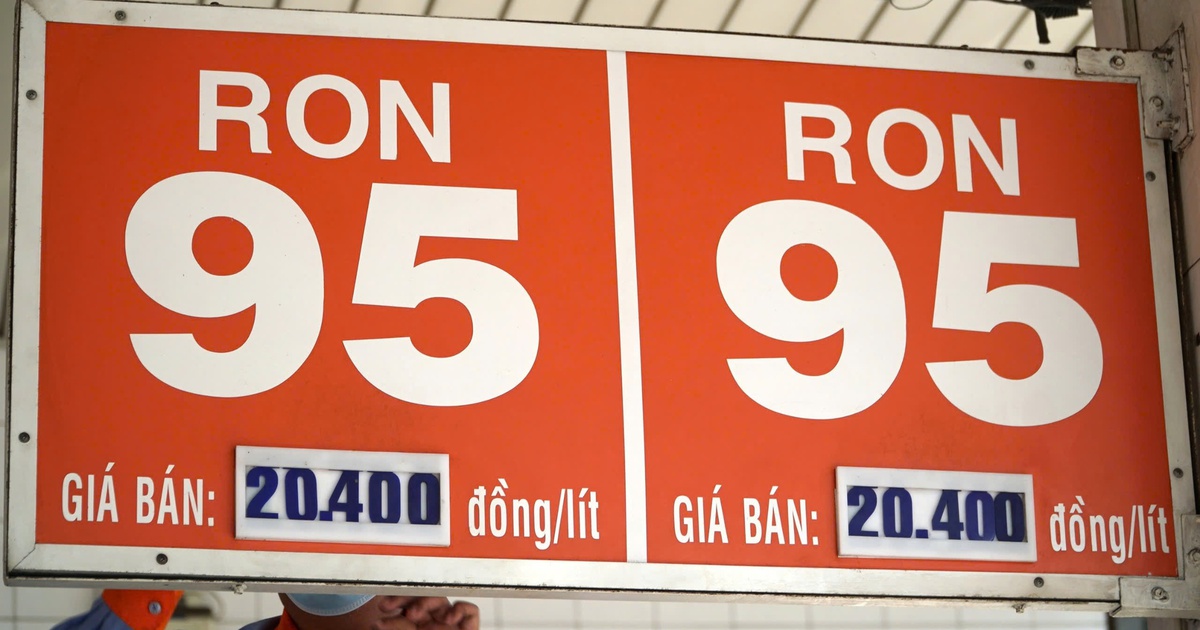 RON
95
GIÁ BÁN: 20.400 đồng/lít
RON
95
GIÁ BÁN: 20.400 đồng/lít